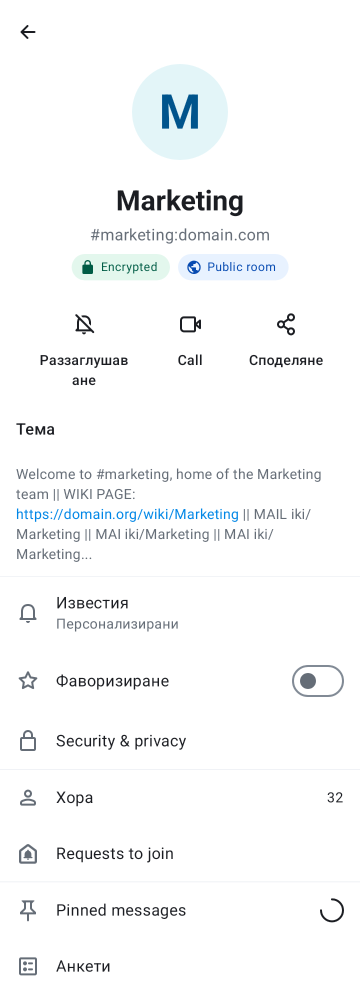 M
Marketing
#marketing:domain.com
Encrypted
Public room
Раззаглушав
ане
Call
Споделяне
Тема
Welcome to #marketing, home of the Marketing
team || WIKI PAGE:
https://domain.org/wiki/Marketing || MAIL iki/
Marketing || MAI iki/Marketing || MAI iki/
Marketing...
Известия
Персонализирани
Фаворизиране
Security & privacy
Хора
32
Requests to join
Pinned messages
Анкети